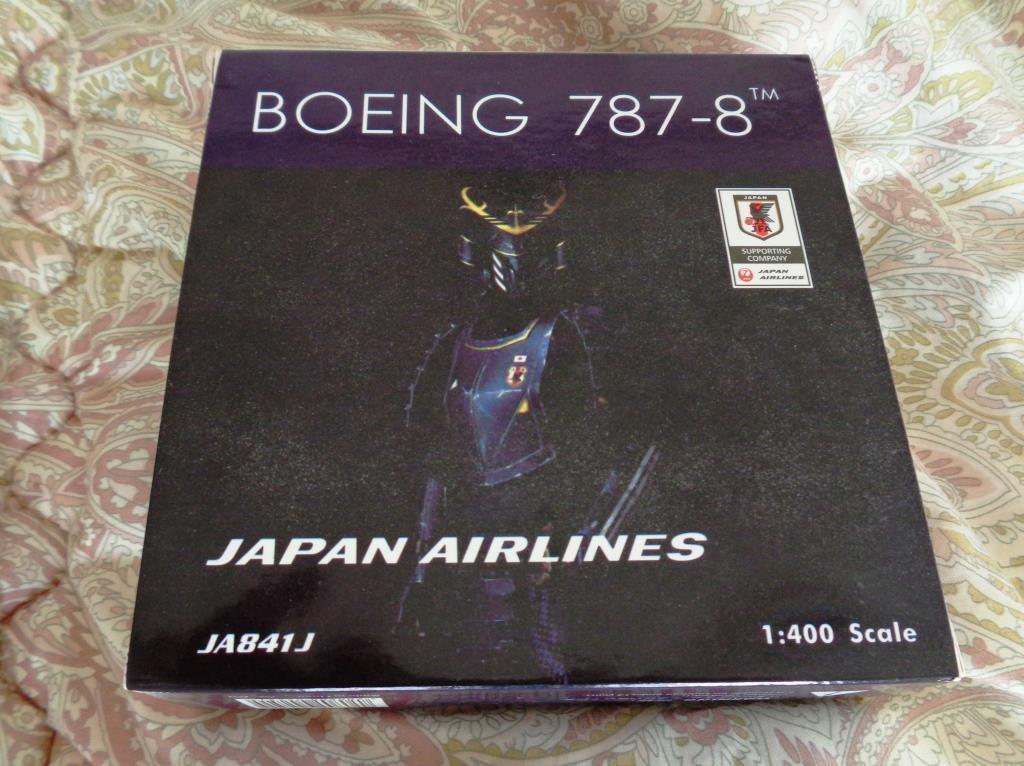 BOEING 787-8™
JAPAN
JFA
SUPPORTING
COMPANY
JAPAN
AIRLINES
JAPAN AIRLINES
JA841J
1:400 Scale